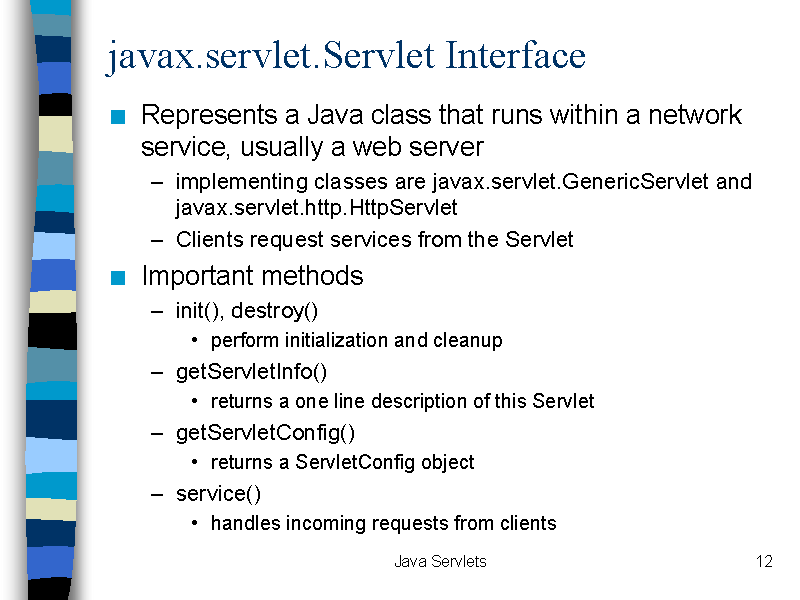 javax.servlet.Servlet Interface
■ Represents a Java class that runs within a network
service, usually a web server
– implementing classes are javax.servlet.GenericServlet and
javax.servlet.http.HttpServlet
– Clients request services from the Servlet
■ Important methods
– init(), destroy()
• perform initialization and cleanup
– getServletInfo()
• returns a one line description of this Servlet
– getServletConfig()
• returns a ServletConfig object
– service()
• handles incoming requests from clients
Java Servlets 12